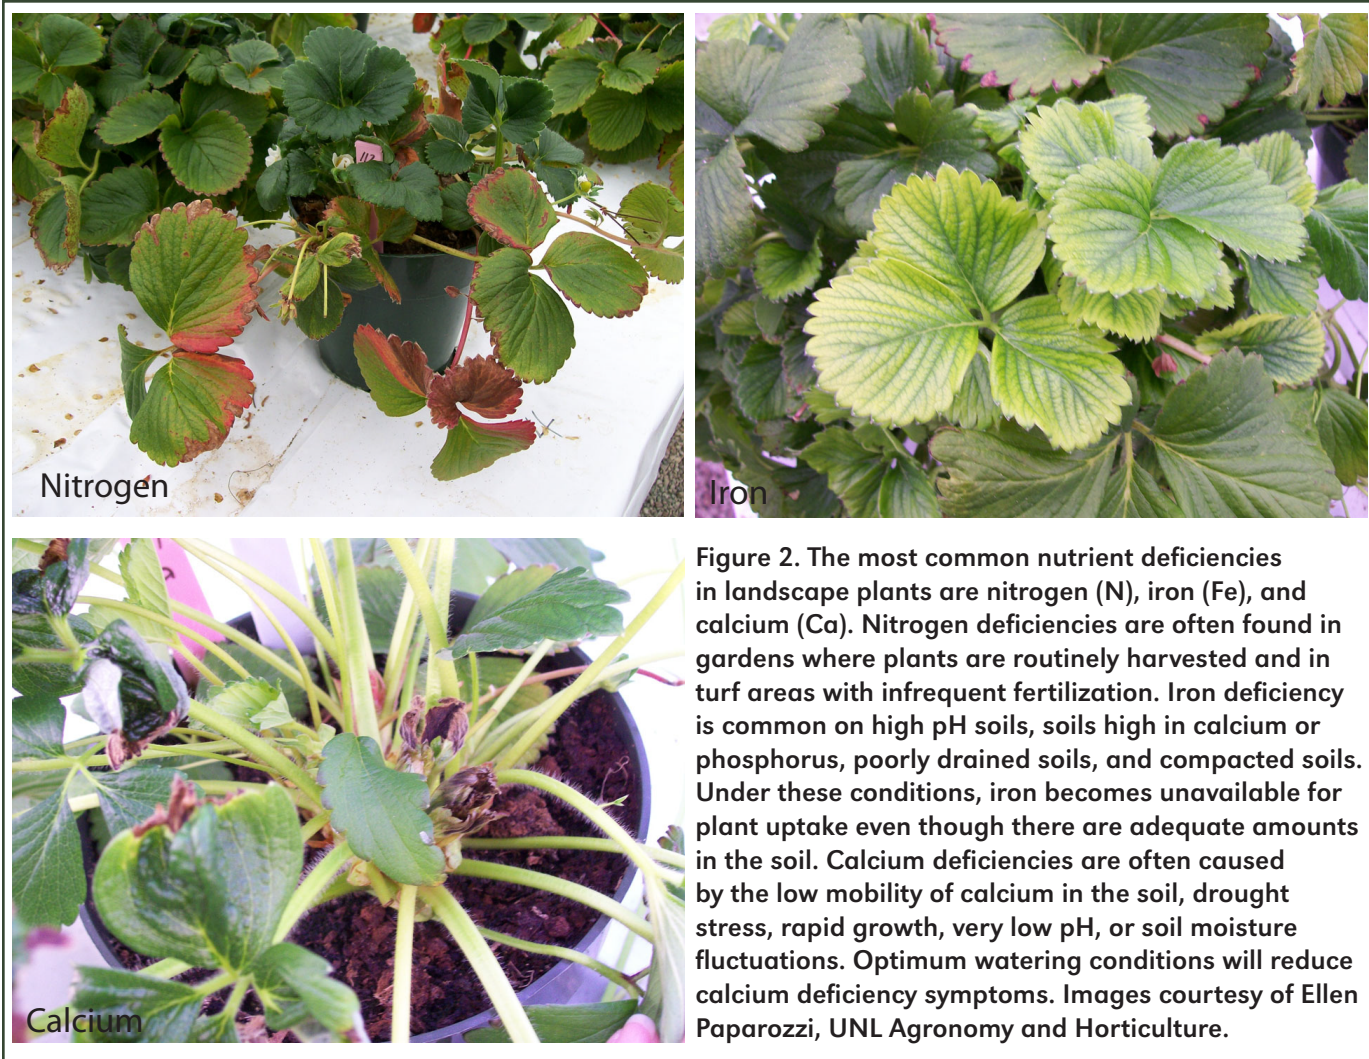 Nitrogen
Iron
Calcium
Figure 2. The most common nutrient deficiencies
in landscape plants are nitrogen (N), iron (Fe), and
calcium (Ca). Nitrogen deficiencies are often found in
gardens where plants are routinely harvested and in
turf areas with infrequent fertilization. Iron deficiency
is common on high pH soils, soils high in calcium or
phosphorus, poorly drained soils, and compacted soils.
Under these conditions, iron becomes unavailable for
plant uptake even though there are adequate amounts
in the soil. Calcium deficiencies are often caused
by the low mobility of calcium in the soil, drought
stress, rapid growth, very low pH, or soil moisture
fluctuations. Optimum watering conditions will reduce
calcium deficiency symptoms. Images courtesy of Ellen
Paparozzi, UNL Agronomy and Horticulture.